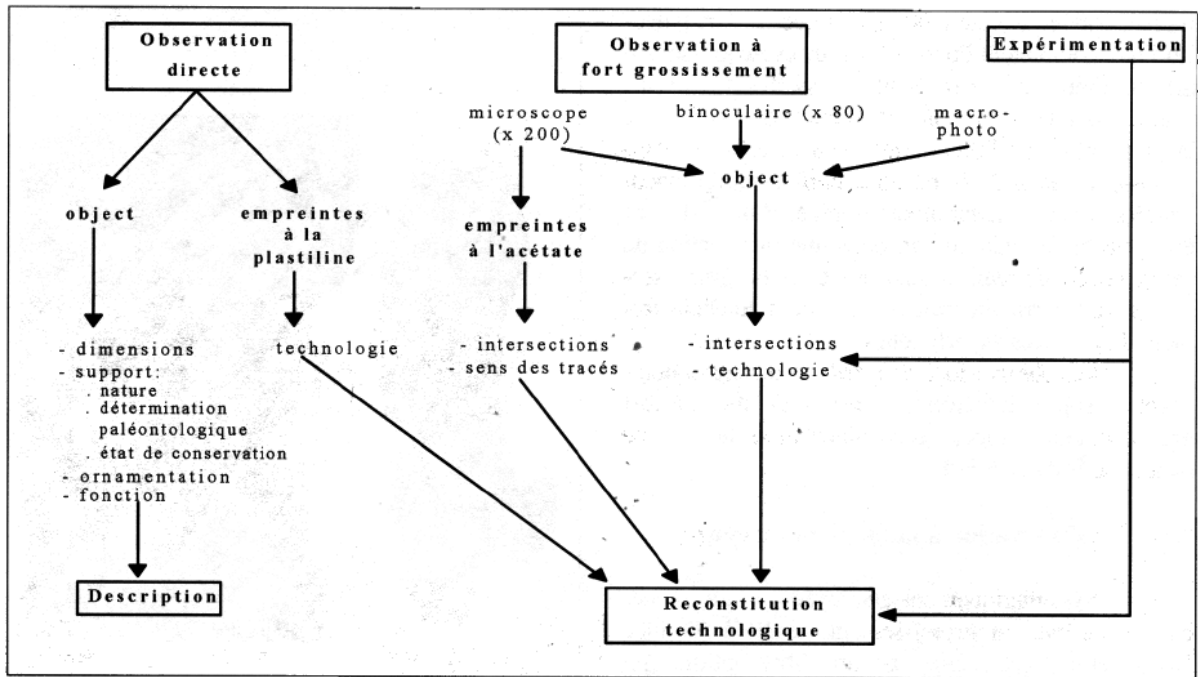 Observation
directe
Observation à
fort grossissement
Expérimentation
microscope
(x 200)
binoculaire (x 80)
macro-
photo
object
object
empreintes
à la
plastiline
empreintes
à l'acétate
- dimensions
- support:
. nature
. détermination
paléontologique
. état de conservation
- ornamentation
- fonction
technologie
- intersections
- sens des tracés
- intersections
- technologie
Description
Reconstitution
technologique